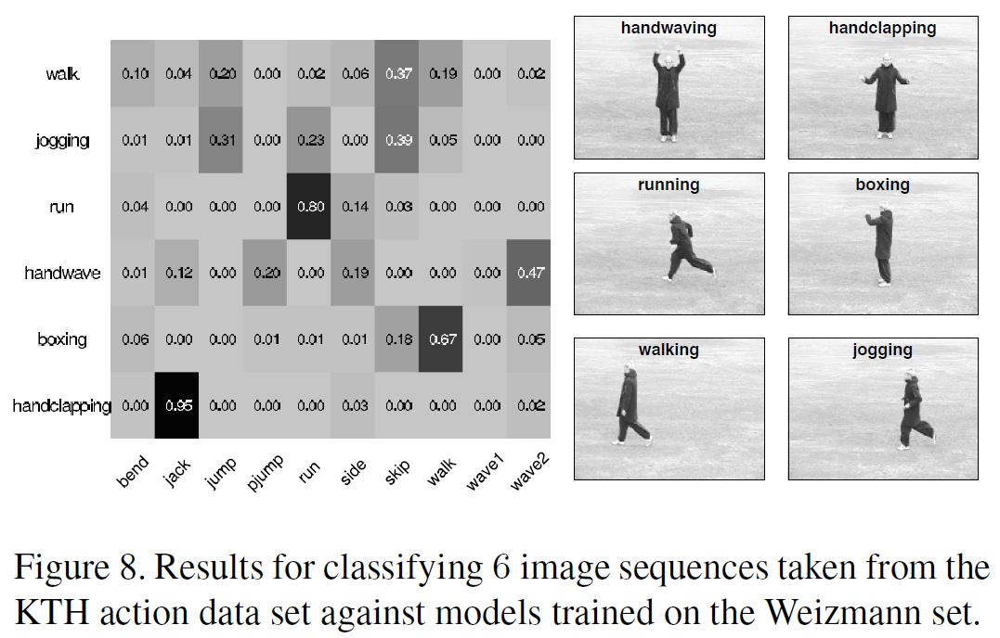 walk 0.10 0.04 0.20 0.00 0.02 0.06 0.37 0.19 0.00 0.02
jogging 0.01 0.01 0.31 0.00 0.23 0.00 0.39 0.05 0.00 0.00
run 0.04 0.00 0.00 0.00 0.80 0.14 0.03 0.00 0.00 0.00
handwave 0.01 0.12 0.00 0.20 0.00 0.19 0.00 0.00 0.00 0.47
boxing 0.06 0.00 0.00 0.01 0.01 0.01 0.18 0.67 0.00 0.05
handclapping 0.00 0.95 0.00 0.00 0.00 0.03 0.00 0.00 0.00 0.02
bend jack jump pjump run side skip walk wave1 wave2
handwaving handclapping
running boxing
walking jogging
Figure 8. Results for classifying 6 image sequences taken from the
KTH action data set against models trained on the Weizmann set.